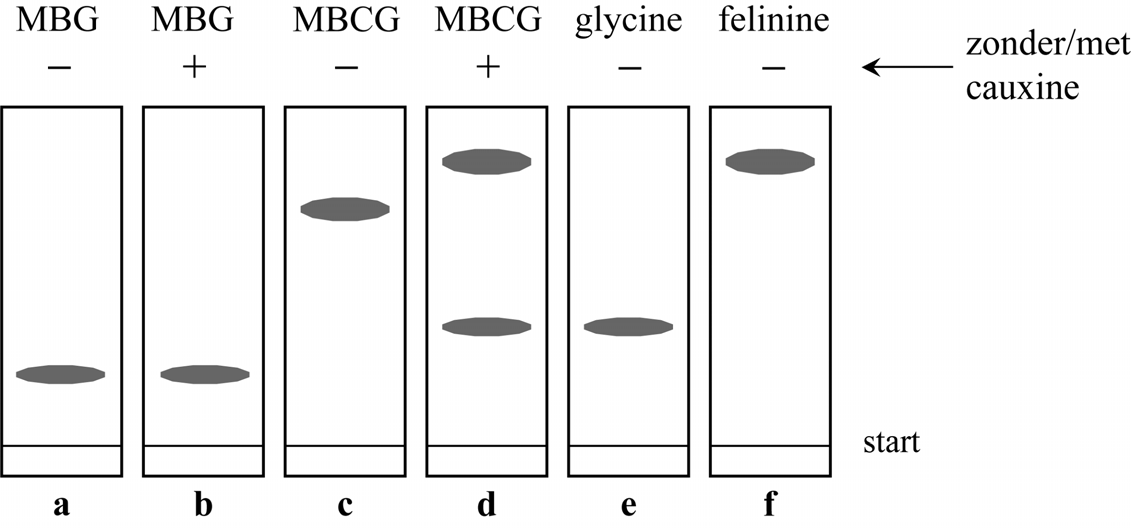 MBG MBG MBCG MBCG glycine felinine
– + – + – –
zonder/met
cauxine
start
a b c d e f